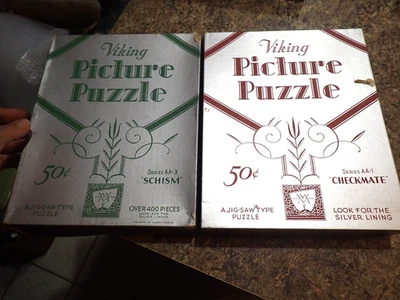 Viking
Picture
Puzzle
50¢
SERIES AA-3
"SCHISM"
A JIG-SAW TYPE
PUZZLE
OVER 400 PIECES
LOOK FOR THE
SILVER LINING
Viking
Picture
Puzzle
50¢
SERIES AA-1
"CHECKMATE"
A JIG-SAW TYPE
PUZZLE
LOOK FOR THE
SILVER LINING